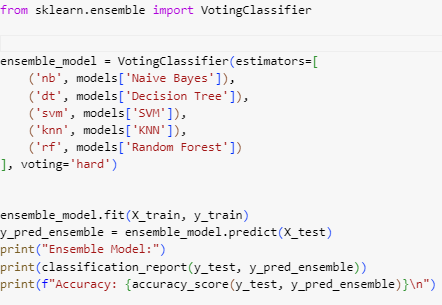 from sklearn.ensemble import VotingClassifier
ensemble_model = VotingClassifier(estimators=[
    ('nb', models['Naive Bayes']),
    ('dt', models['Decision Tree']),
    ('svm', models['SVM']),
    ('knn', models['KNN']),
    ('rf', models['Random Forest'])
], voting='hard')
ensemble_model.fit(X_train, y_train)
y_pred_ensemble = ensemble_model.predict(X_test)
print("Ensemble Model:")
print(classification_report(y_test, y_pred_ensemble))
print(f"Accuracy: {accuracy_score(y_test, y_pred_ensemble)}\n")